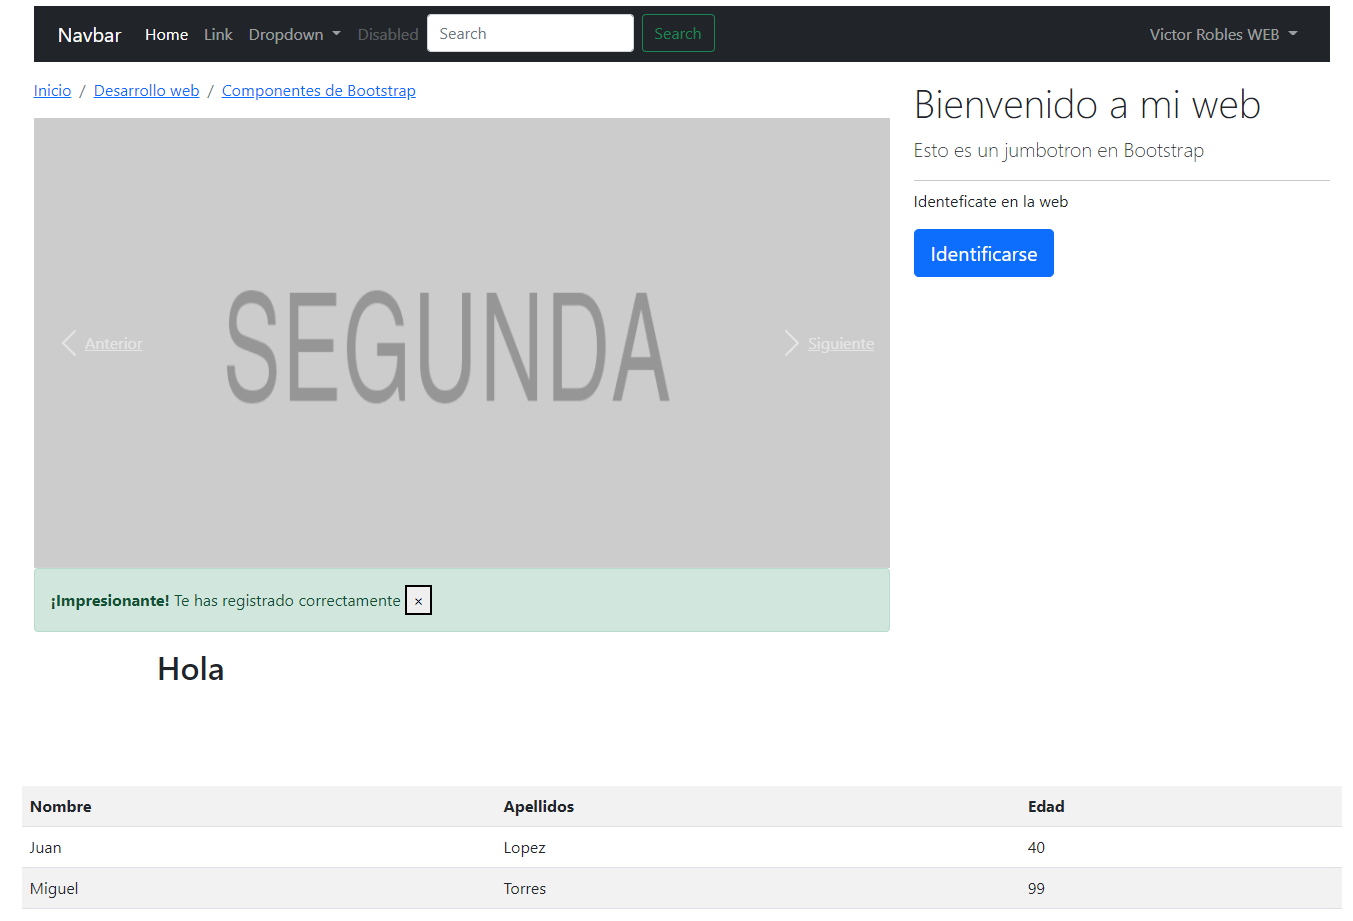 Navbar Home Link Dropdown Disabled Search Search Victor Robles WEB
Inicio / Desarrollo web / Componentes de Bootstrap
SEGUNDA
Anterior
Siguiente
¡Impresionante! Te has registrado correctamente ×
Hola
Bienvenido a mi web
Esto es un jumbotron en Bootstrap
Identeficate en la web
Identificarse
Nombre Apellidos Edad
Juan Lopez 40
Miguel Torres 99